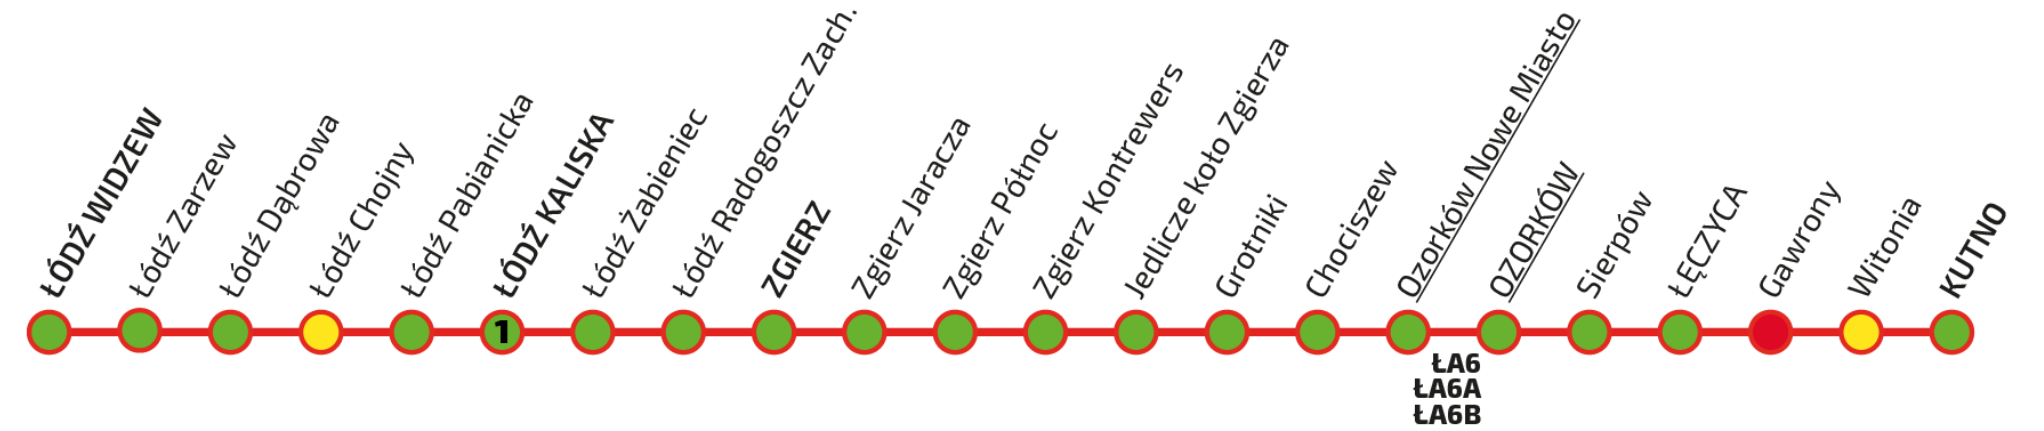 ŁÓDŹ WIDZEW
Łódź Zarzew
Łódź Dąbrowa
Łódź Chojny
Łódź Pabianicka
ŁÓDŹ KALISKA
Łódź Żabieniec
Łódź Radogoszcz Zach.
ZGIERZ
Zgierz Jaracza
Zgierz Północ
Zgierz Kontrewers
Jedlicze koło Zgierza
Grotniki
Chociszew
Ozorków Nowe Miasto
OZORKÓW
Sierpów
ŁĘCZYCA
Gawrony
Witonia
KUTNO
1
ŁA6
ŁA6A
ŁA6B